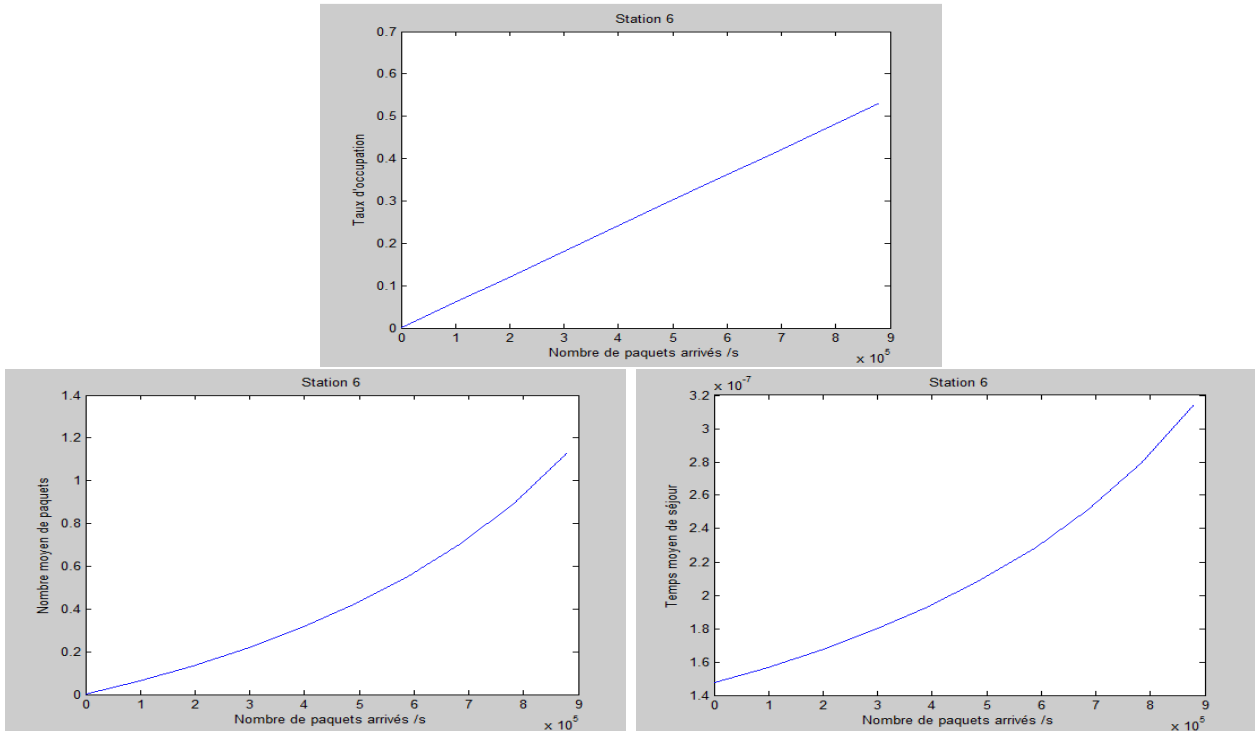 Station 6
0.7
0.6
0.5
0.4
0.3
0.2
0.1
0
Taux d'occupation
0 1 2 3 4 5 6 7 8 9
Nombre de paquets arrivés /s
x 10^5
Station 6
1.4
1.2
1
0.8
0.6
0.4
0.2
0
Nombre moyen de paquets
0 1 2 3 4 5 6 7 8 9
Nombre de paquets arrivés /s
x 10^5
Station 6
x 10^-7
3.2
3
2.8
2.6
2.4
2.2
2
1.8
1.6
1.4
Temps moyen de séjour
0 1 2 3 4 5 6 7 8 9
Nombre de paquets arrivés /s
x 10^5